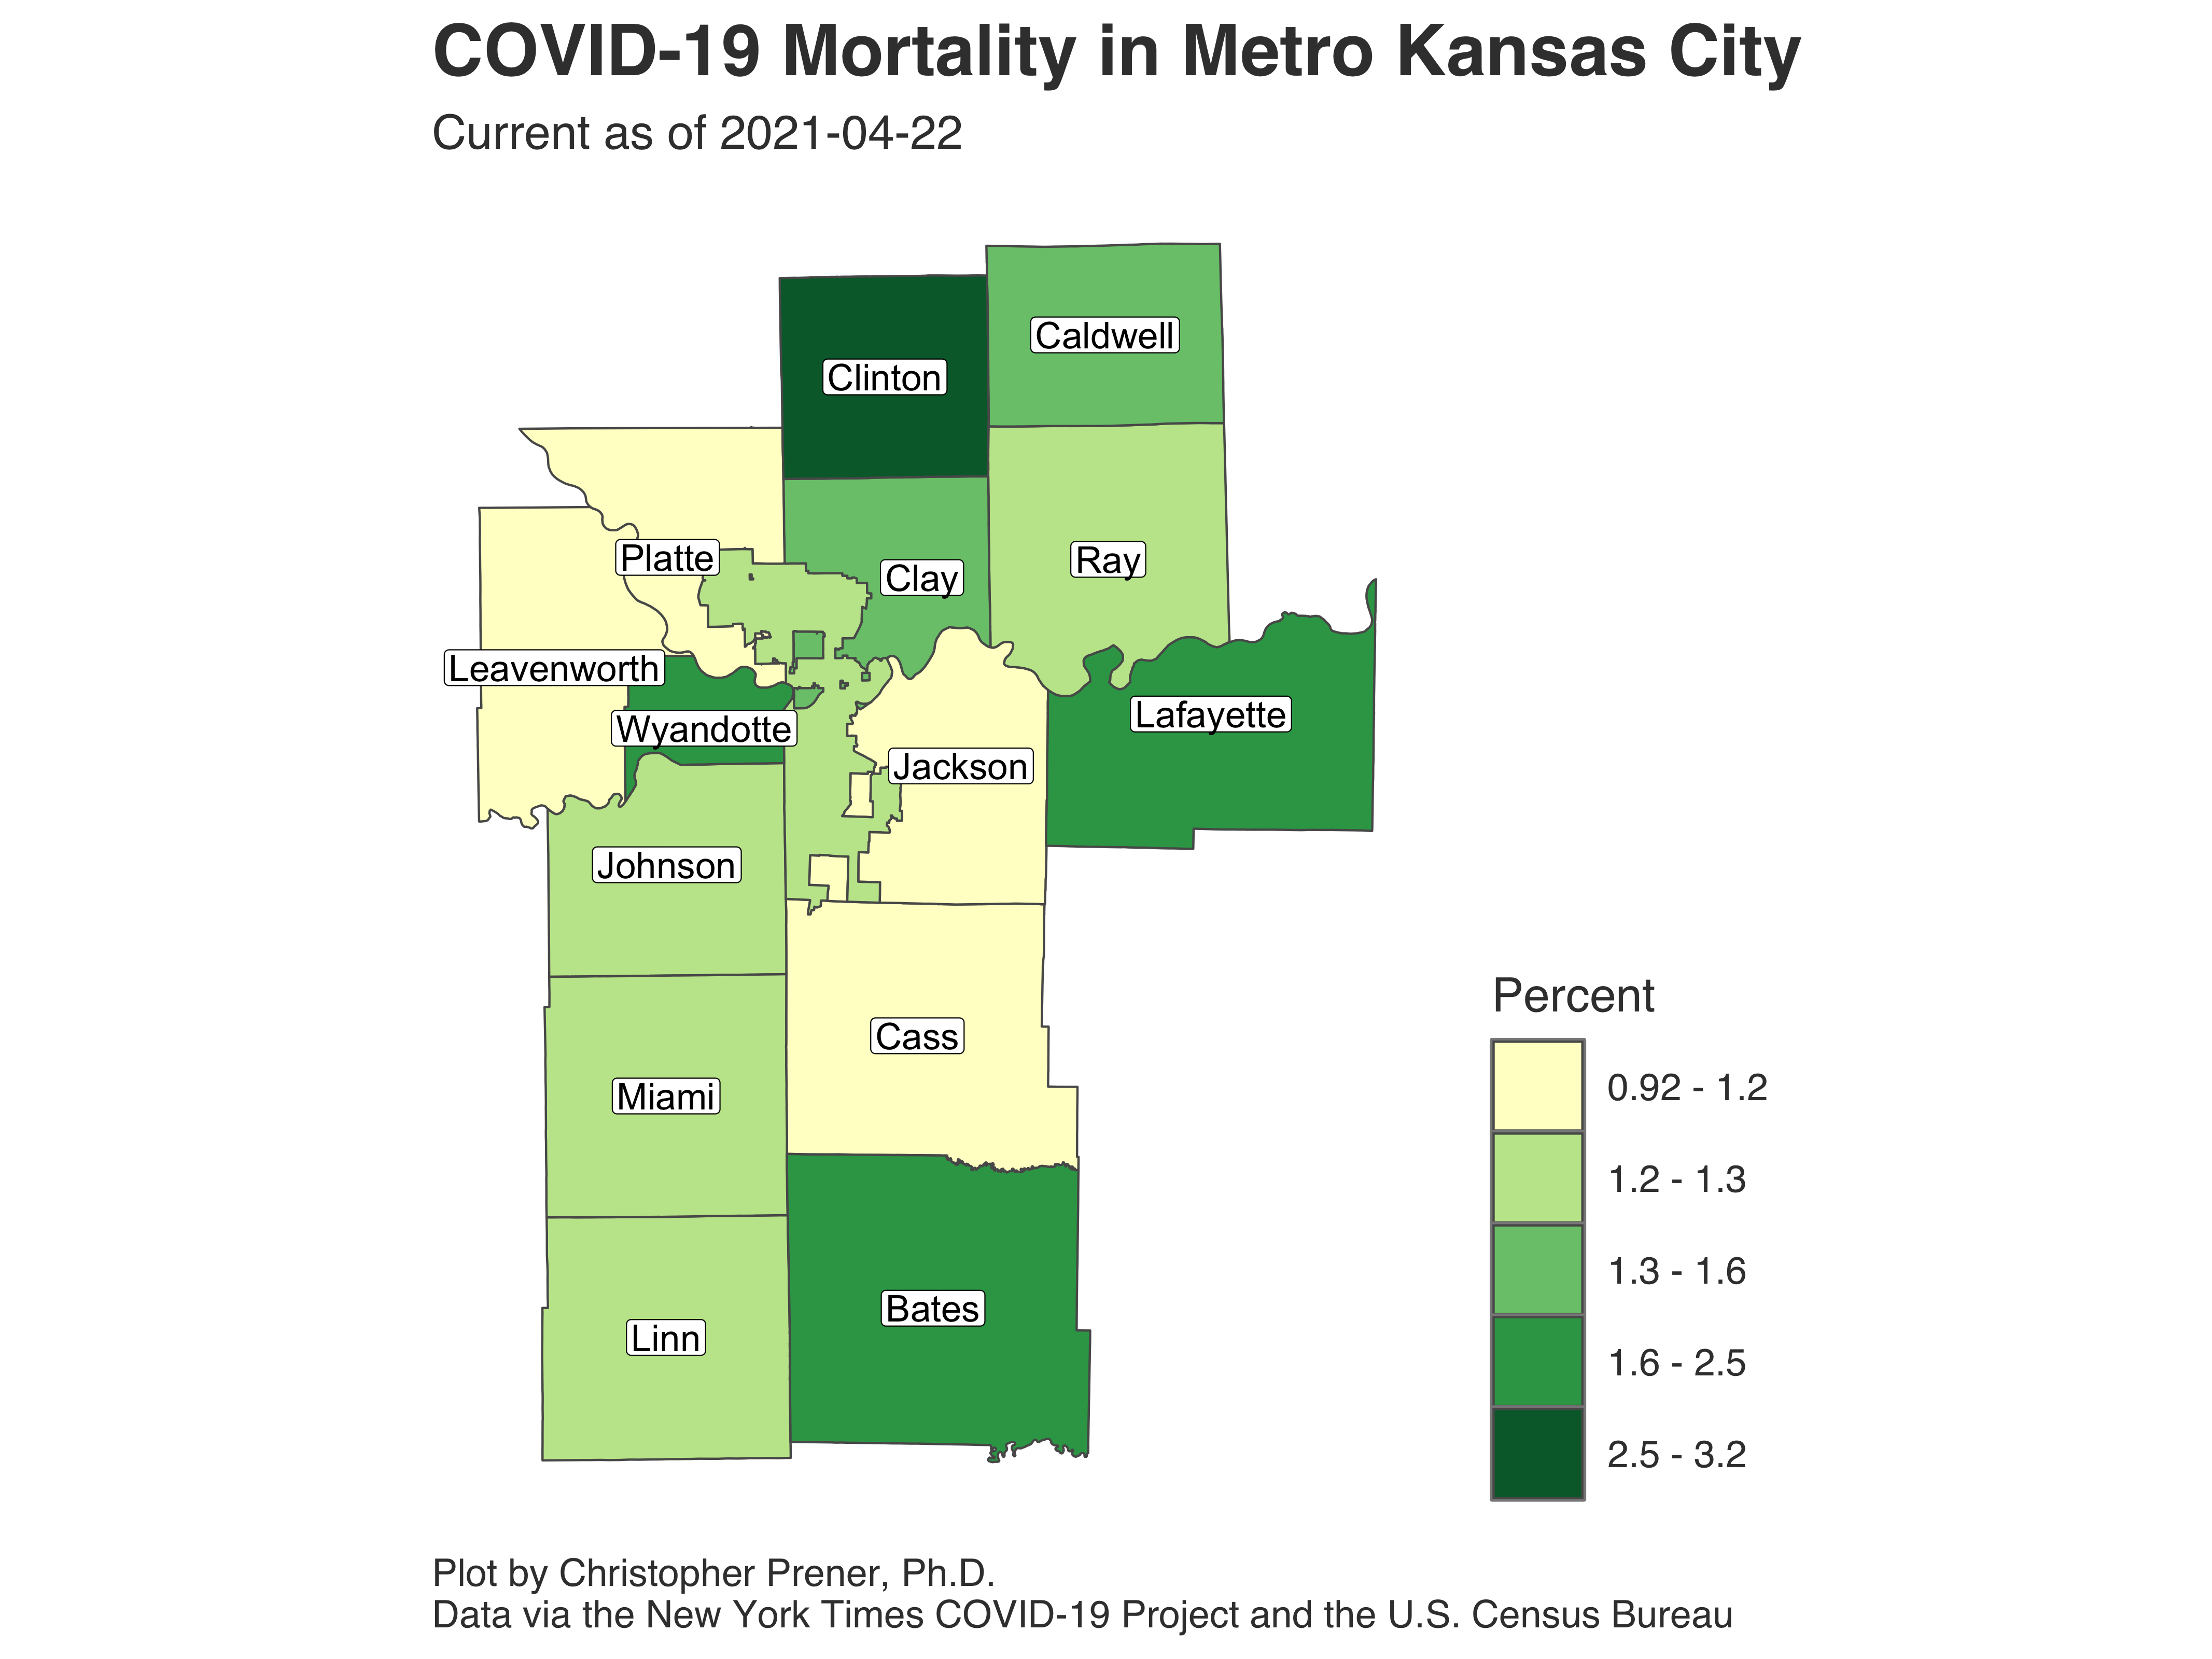 COVID-19 Mortality in Metro Kansas City
Current as of 2021-04-22
Caldwell
Clinton
Platte
Clay
Ray
Leavenworth
Wyandotte
Lafayette
Jackson
Johnson
Cass
Miami
Bates
Linn
Percent
0.92 - 1.2
1.2 - 1.3
1.3 - 1.6
1.6 - 2.5
2.5 - 3.2
Plot by Christopher Prener, Ph.D.
Data via the New York Times COVID-19 Project and the U.S. Census Bureau